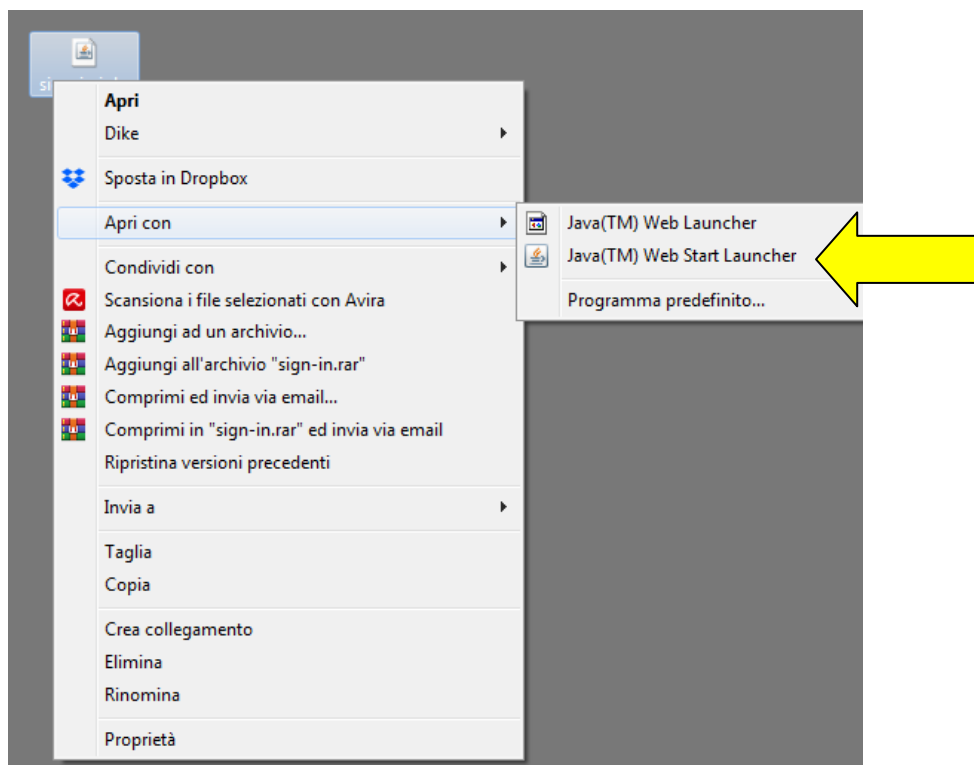 Apri
Dike
Sposta in Dropbox
Apri con
Java(TM) Web Launcher
Java(TM) Web Start Launcher
Programma predefinito...
Condividi con
Scansiona i file selezionati con Avira
Aggiungi ad un archivio...
Aggiungi all'archivio "sign-in.rar"
Comprimi ed invia via email...
Comprimi in "sign-in.rar" ed invia via email
Ripristina versioni precedenti
Invia a
Taglia
Copia
Crea collegamento
Elimina
Rinomina
Proprietà